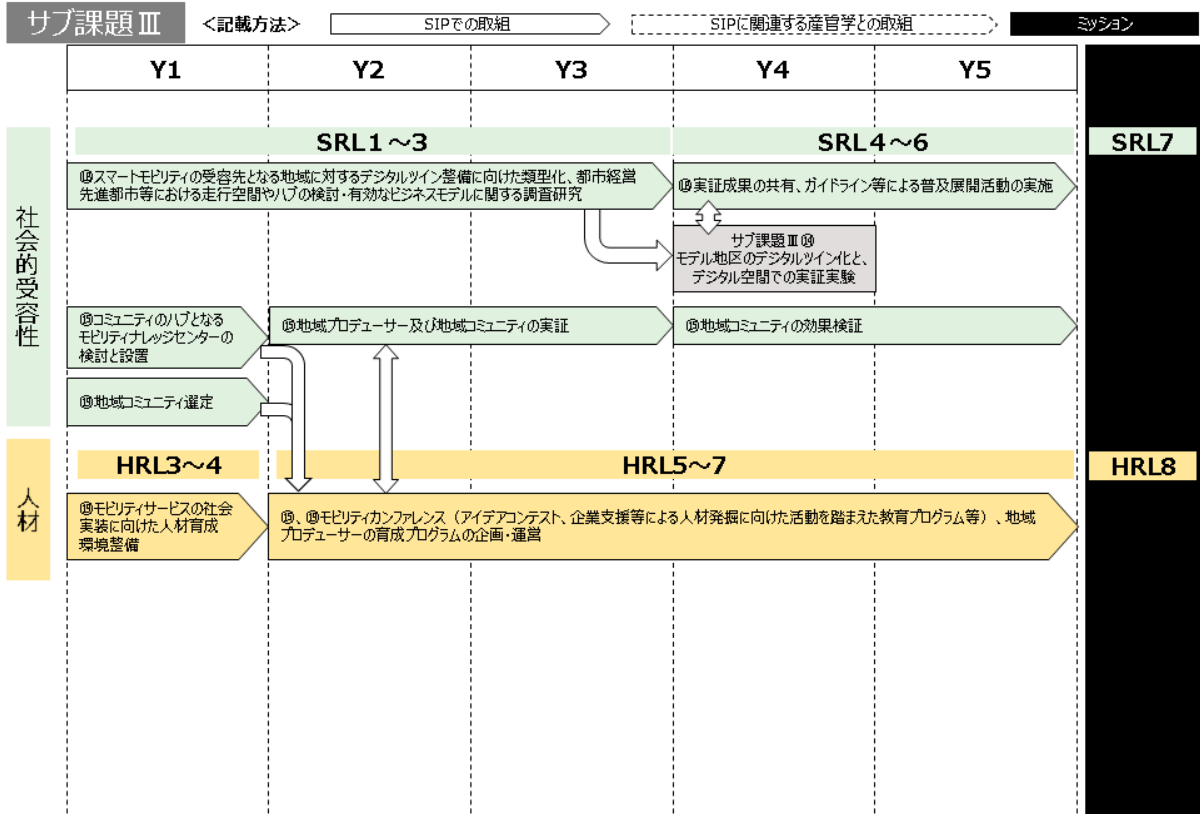 サブ課題Ⅲ
<記載方法>
SIPでの取組
SIPに関連する産官学との取組
ミッション
Y1
Y2
Y3
Y4
Y5
社会的受容性
SRL1～3
SRL4～6
SRL7
スマートモビリティの受容先となる地域に対するデジタルツイン整備に向けた類型化、都市経営
先進都市等における走行空間やハブの検討・有効なビジネスモデルに関する調査研究
実証成果の共有、ガイドライン等による普及展開活動の実施
サブ課題Ⅲ
モデル地区のデジタルツイン化と、
デジタル空間での実証実験
コミュニティのハブとなる
モビリティナレッジセンターの
検討と設置
地域プロデューサー及び地域コミュニティの実証
地域コミュニティの効果検証
地域コミュニティ選定
人材
HRL3～4
HRL5～7
HRL8
モビリティサービスの社会
実装に向けた人材育成
環境整備
モビリティカンファレンス（アイデアコンテスト、企業支援等による人材発掘に向けた活動を踏まえた教育プログラム等）、地域
プロデューサーの育成プログラムの企画・運営